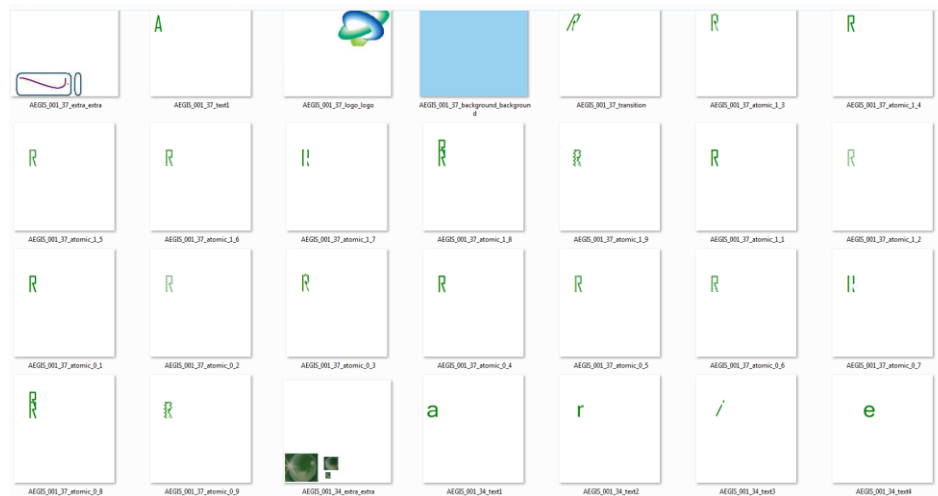 A
R
R
R
AEGIS_001_37_extra_extra
AEGIS_001_37_text1
AEGIS_001_37_logo_logo
AEGIS_001_37_background_backgroun
d
AEGIS_001_37_transition
AEGIS_001_37_atomic_1_3
AEGIS_001_37_atomic_1_4
R
R
R
R
R
R
R
AEGIS_001_37_atomic_1_5
AEGIS_001_37_atomic_1_6
AEGIS_001_37_atomic_1_7
AEGIS_001_37_atomic_1_8
AEGIS_001_37_atomic_1_9
AEGIS_001_37_atomic_1_1
AEGIS_001_37_atomic_1_2
R
R
R
R
R
R
AEGIS_001_37_atomic_0_1
AEGIS_001_37_atomic_0_2
AEGIS_001_37_atomic_0_3
AEGIS_001_37_atomic_0_4
AEGIS_001_37_atomic_0_5
AEGIS_001_37_atomic_0_6
AEGIS_001_37_atomic_0_7
R
R
R
a
r
i
e
AEGIS_001_37_atomic_0_8
AEGIS_001_37_atomic_0_9
AEGIS_001_34_extra_extra
AEGIS_001_34_text1
AEGIS_001_34_text2
AEGIS_001_34_text3
AEGIS_001_34_text4